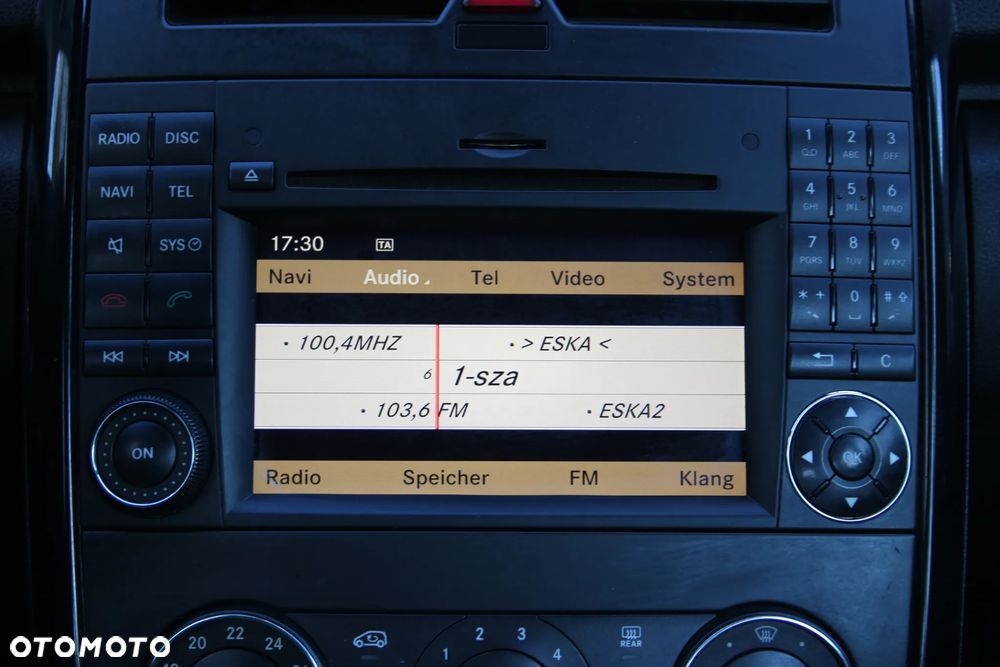 RADIO DISC
NAVI TEL
SYS
ON
17:30 TA
Navi Audio Tel Video System
• 100,4MHZ • > ESKA <
6 1-sza
• 103,6 FM • ESKA2
Radio Speicher FM Klang
1 2 3
ABC DEF
4 5 6
GHI JKL MNO
7 8 9
PQRS TUV WXYZ
* + 0 #
C
OK
20 22 24
1 2 3 4
REAR
OTOMOTO